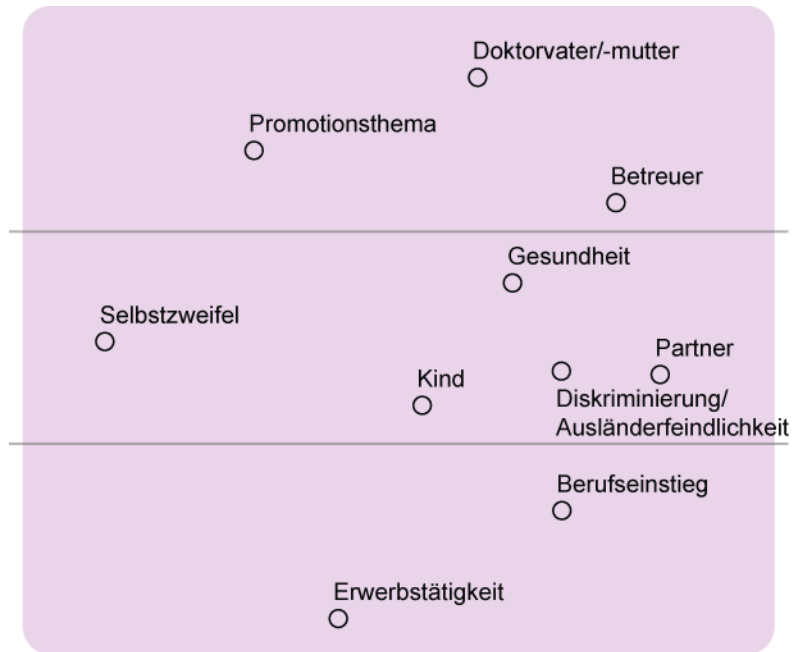 Doktorvater/-mutter
Promotionsthema
Betreuer
Gesundheit
Selbstzweifel
Partner
Kind
Diskriminierung/
Ausländerfeindlichkeit
Berufseinstieg
Erwerbstätigkeit